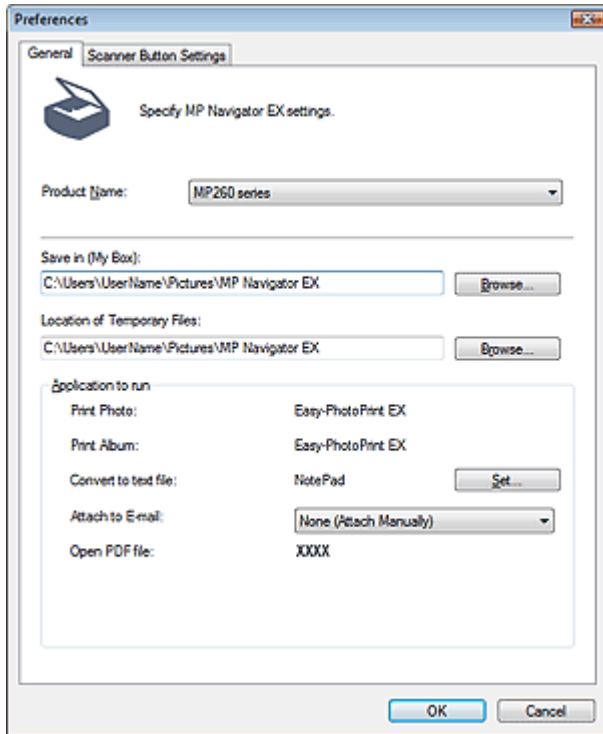 Preferences
General Scanner Button Settings
Specify MP Navigator EX settings.
Product Name: MP260 series
Save in (My Box):
C:\Users\UserName\Pictures\MP Navigator EX Browse...
Location of Temporary Files:
C:\Users\UserName\Pictures\MP Navigator EX Browse...
Application to run
Print Photo: Easy-PhotoPrint EX
Print Album: Easy-PhotoPrint EX
Convert to text file: NotePad Set...
Attach to E-mail: None (Attach Manually)
Open PDF file: XXXX
OK Cancel